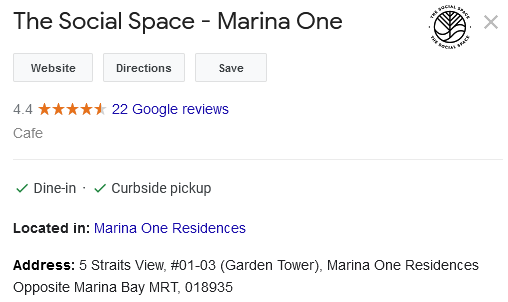 The Social Space - Marina One
THE SOCIAL SPACE
THE SOCIAL SPACE
Website Directions Save
4.4 22 Google reviews
Cafe
Dine-in · Curbside pickup
Located in: Marina One Residences
Address: 5 Straits View, #01-03 (Garden Tower), Marina One Residences
Opposite Marina Bay MRT, 018935